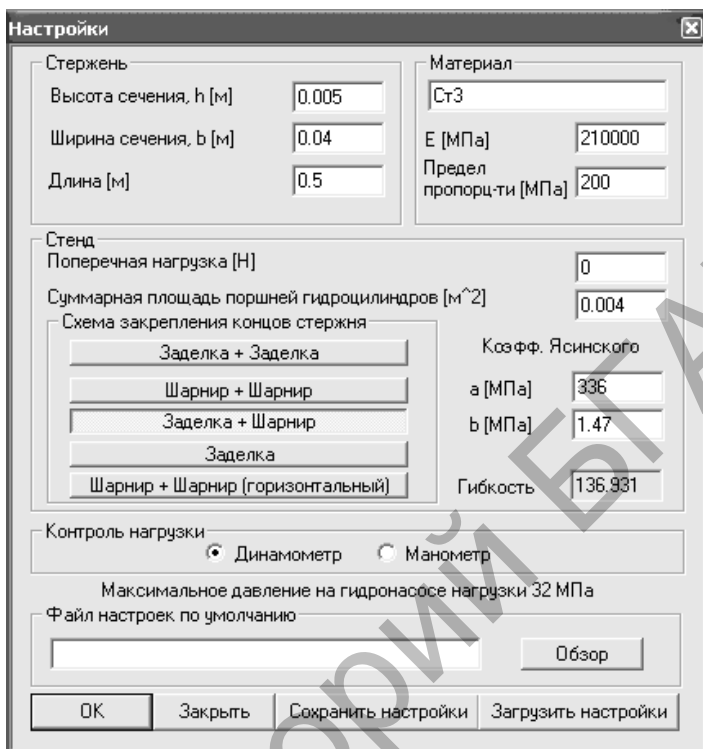 Настройки
Стержень
Высота сечения, h [м] 0.005
Ширина сечения, b [м] 0.04
Длина [м] 0.5
Материал
Ст3
E [МПа] 210000
Предел
пропорц-ти [МПа] 200
Стенд
Поперечная нагрузка [Н] 0
Суммарная площадь поршней гидроцилиндров [м^2] 0.004
Схема закрепления концов стержня
Заделка + Заделка
Шарнир + Шарнир
Заделка + Шарнир
Заделка
Шарнир + Шарнир (горизонтальный)
Коэфф. Ясинского
a [МПа] 336
b [МПа] 1.47
Гибкость 136.931
Контроль нагрузки
Динамометр Манометр
Максимальное давление на гидронасосе нагрузки 32 МПа
Файл настроек по умолчанию
Обзор
OK Закрыть Сохранить настройки Загрузить настройки